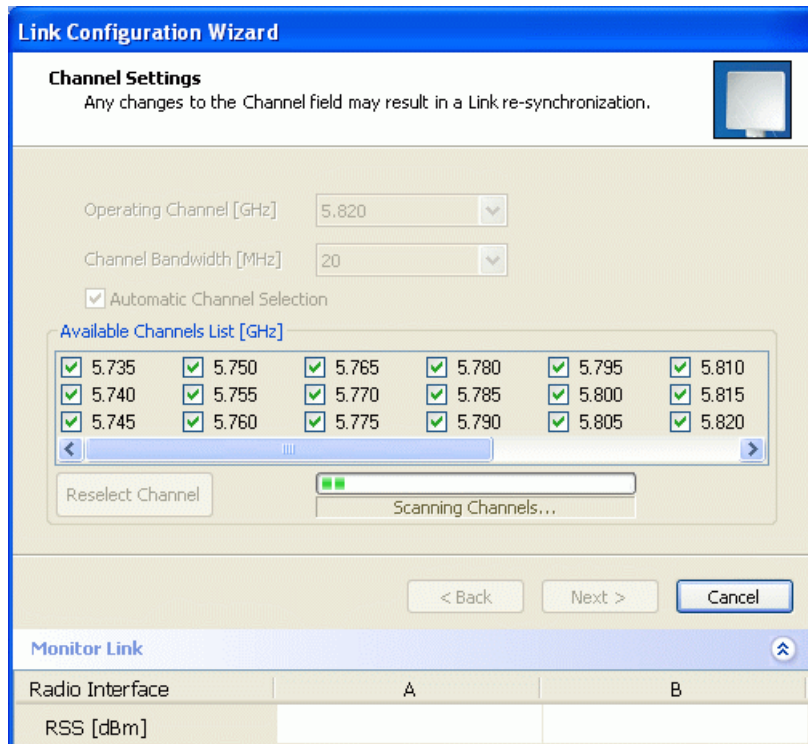 Link Configuration Wizard
Channel Settings
Any changes to the Channel field may result in a Link re-synchronization.
Operating Channel [GHz] 5.820
Channel Bandwidth [MHz] 20
Automatic Channel Selection
Available Channels List [GHz]
5.735 5.750 5.765 5.780 5.795 5.810
5.740 5.755 5.770 5.785 5.800 5.815
5.745 5.760 5.775 5.790 5.805 5.820
Reselect Channel
Scanning Channels...
< Back Next > Cancel
Monitor Link
Radio Interface A B
RSS [dBm]